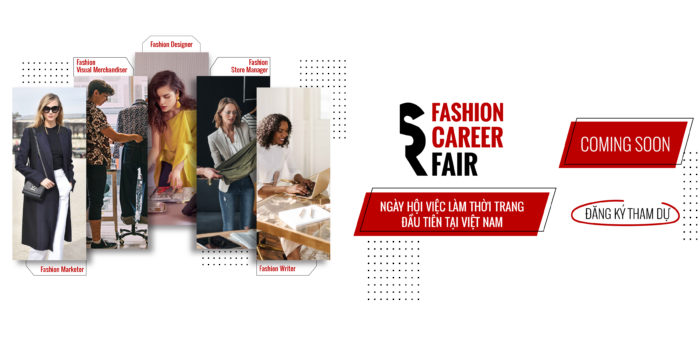 Fashion Designer
Fashion
Visual Merchandiser
Fashion
Store Manager
Fashion Marketer
Fashion Writer
SR
FASHION
CAREER
FAIR
NGÀY HỘI VIỆC LÀM THỜI TRANG
ĐẦU TIÊN TẠI VIỆT NAM
COMING SOON
ĐĂNG KÝ THAM DỰ